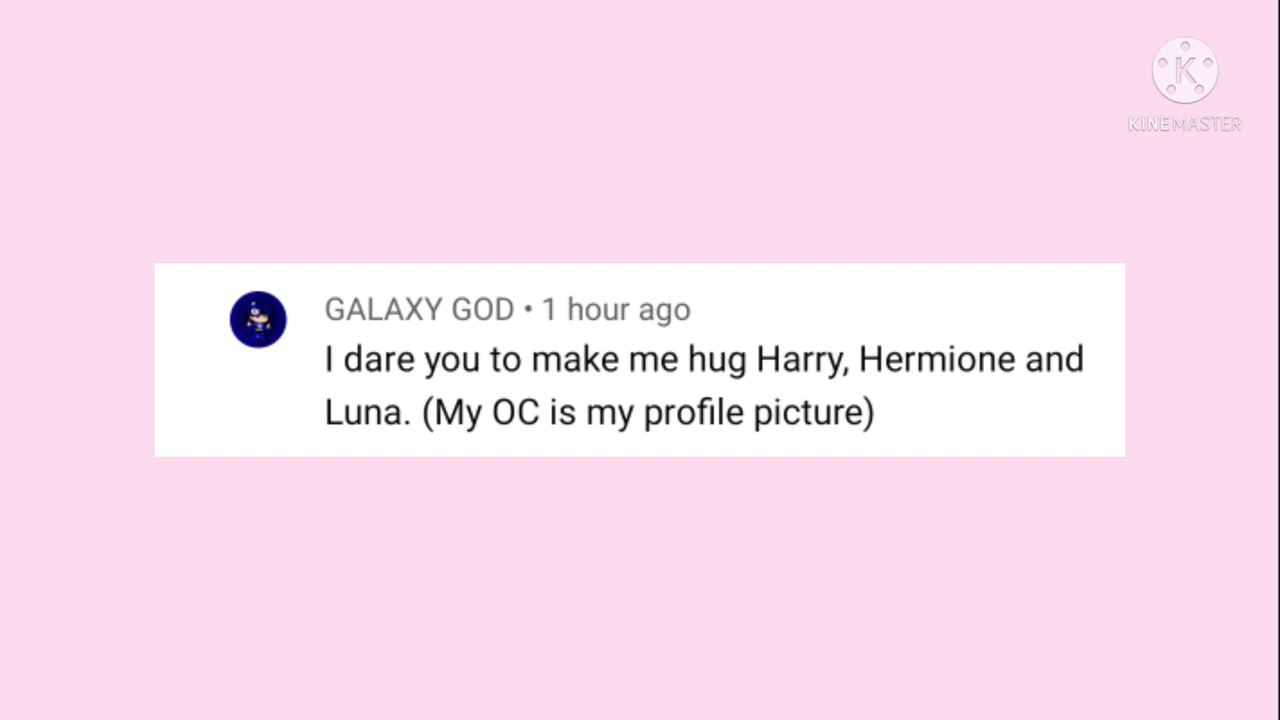 K
KINEMASTER
GALAXY GOD • 1 hour ago
I dare you to make me hug Harry, Hermione and
Luna. (My OC is my profile picture)